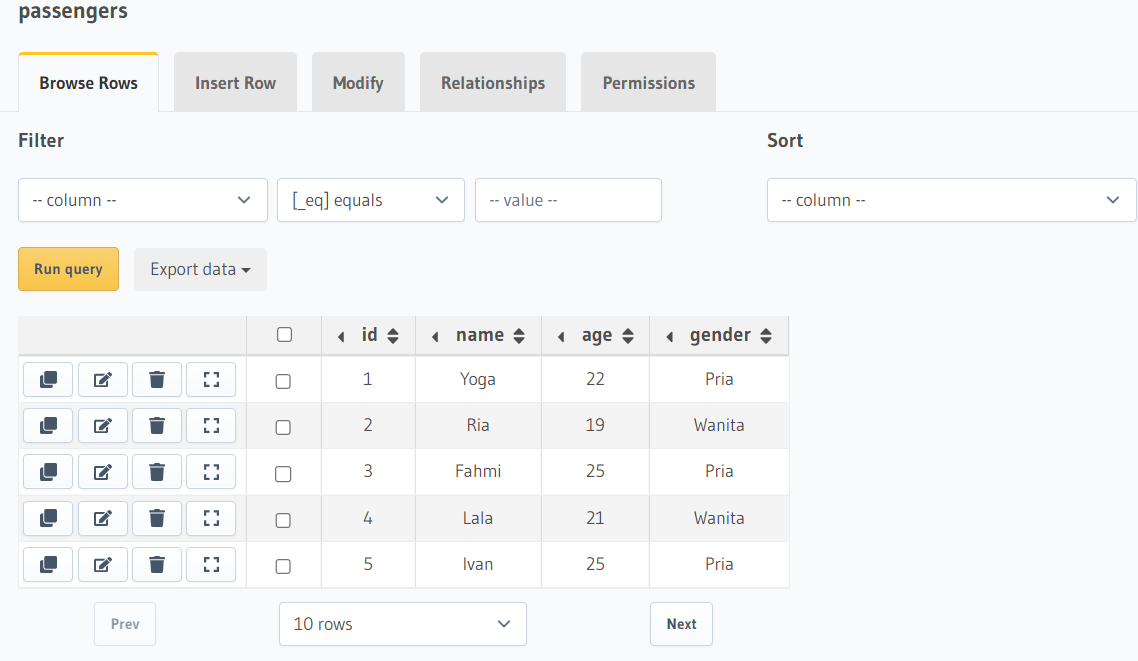 passengers
Browse Rows Insert Row Modify Relationships Permissions
Filter Sort
-- column -- [_eq] equals -- value -- -- column --
Run query Export data
id name age gender
1 Yoga 22 Pria
2 Ria 19 Wanita
3 Fahmi 25 Pria
4 Lala 21 Wanita
5 Ivan 25 Pria
Prev 10 rows Next